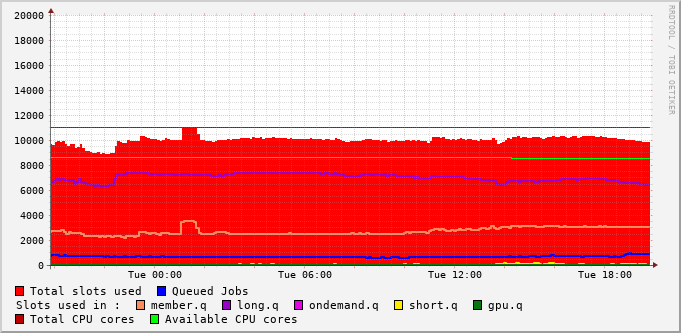 20000
18000
16000
14000
12000
10000
8000
6000
4000
2000
0
Tue 00:00 Tue 06:00 Tue 12:00 Tue 18:00
Total slots used Queued Jobs
Slots used in : member.q long.q ondemand.q short.q gpu.q
Total CPU cores Available CPU cores
RRDTOOL / TOBI OETIKER